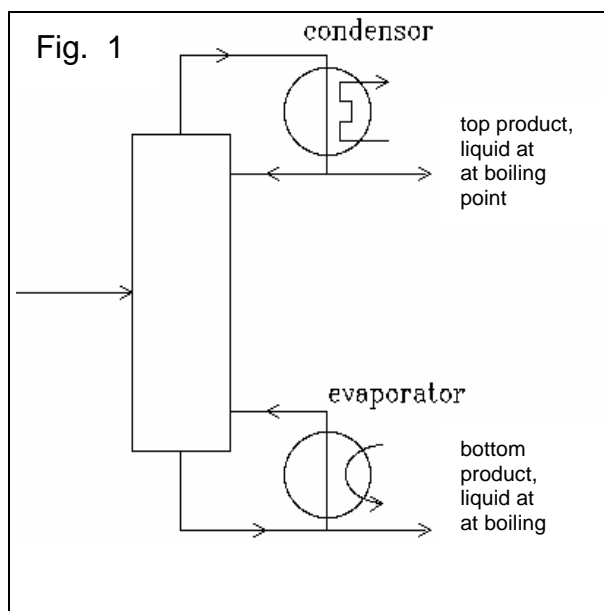 Fig. 1
condensor
top product,
liquid at
at boiling
point
evaporator
bottom
product,
liquid at
at boiling